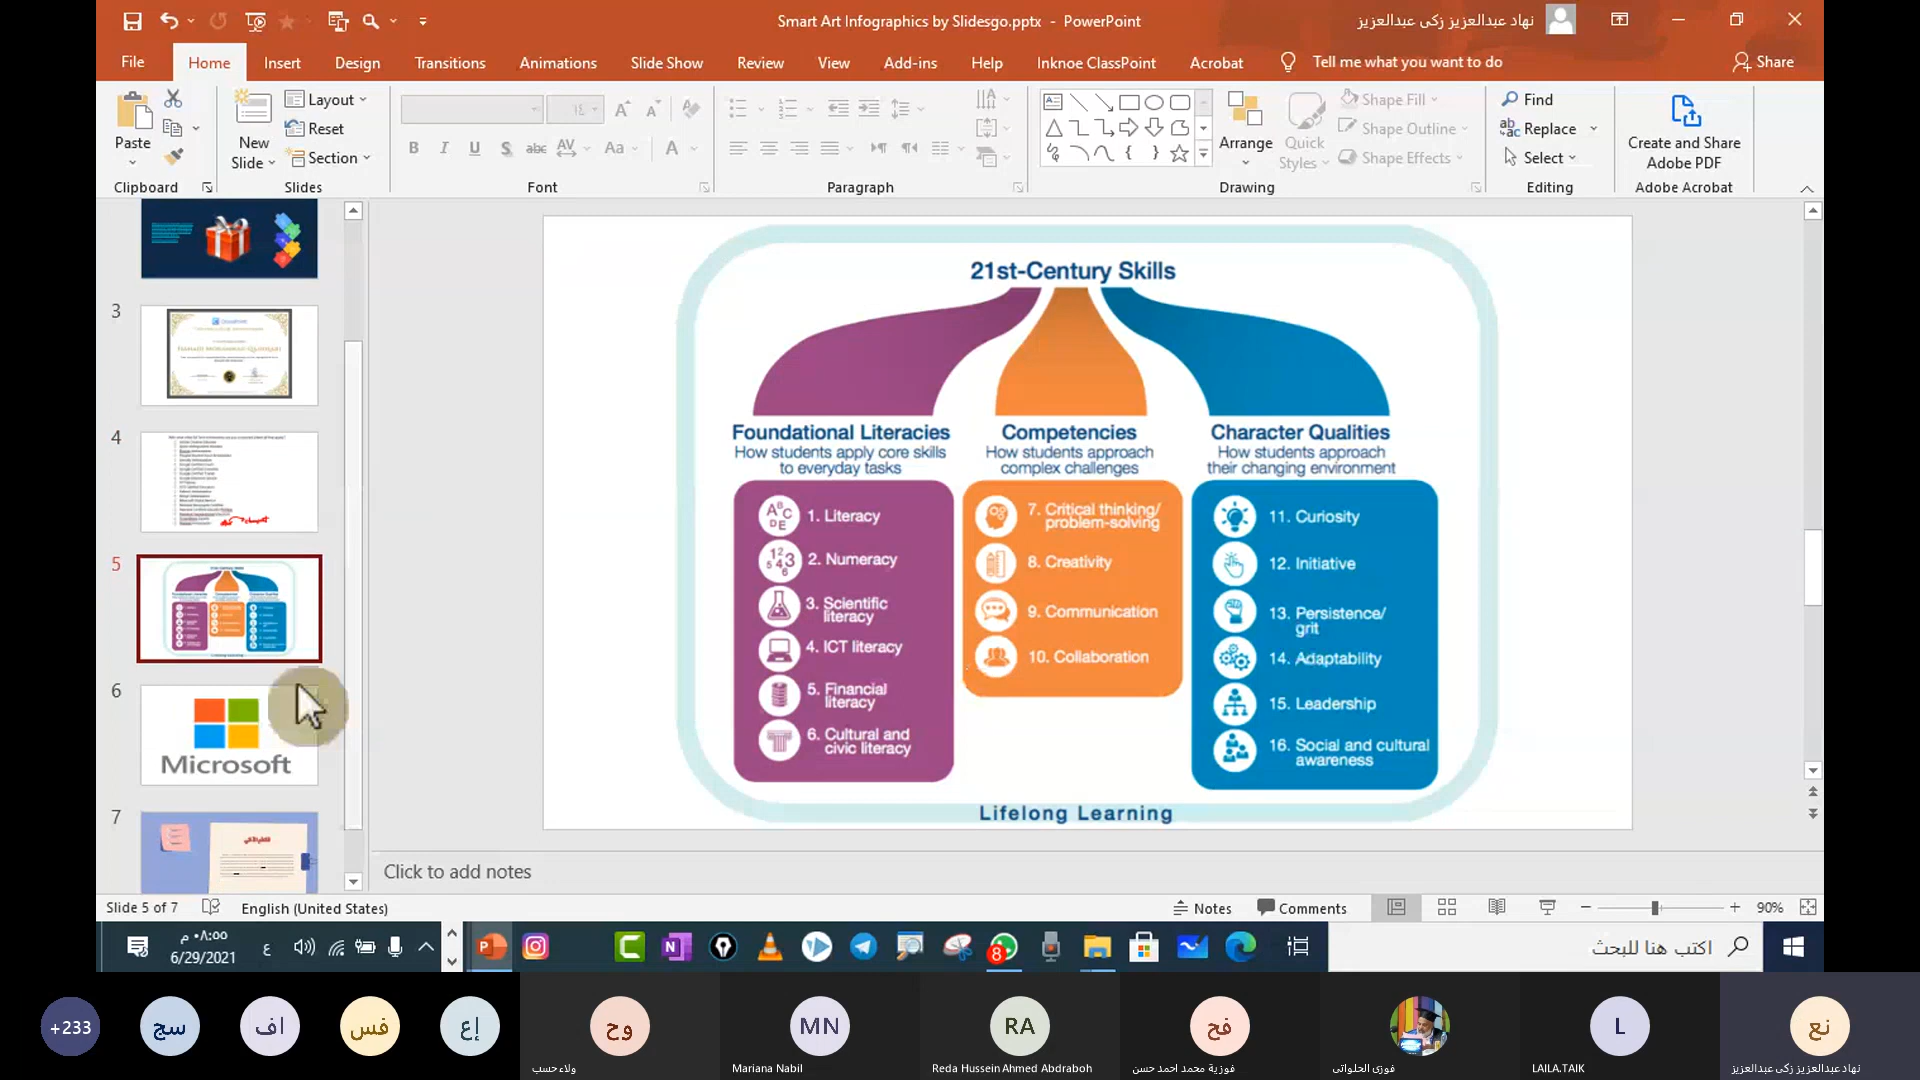 Smart Art Infographics by Slidesgo.pptx - PowerPoint
نهاد عبدالعزيز زكى عبدالعزيز
File
Home
Insert
Design
Transitions
Animations
Slide Show
Review
View
Add-ins
Help
Inknoe ClassPoint
Acrobat
Tell me what you want to do
Share
Paste
Clipboard
New
Slide
Layout
Reset
Section
Slides
B I U S abc AV Aa A
Font
Paragraph
Arrange
Quick
Styles
Shape Fill
Shape Outline
Shape Effects
Drawing
Find
Replace
Select
Editing
Create and Share
Adobe PDF
Adobe Acrobat
3
4
5
6
Microsoft
7
21st-Century Skills
Foundational Literacies
How students apply core skills
to everyday tasks
ABC
DE
1. Literacy
2. Numeracy
3. Scientific
literacy
4. ICT literacy
5. Financial
literacy
6. Cultural and
civic literacy
Competencies
How students approach
complex challenges
7. Critical thinking/
problem-solving
8. Creativity
9. Communication
10. Collaboration
Character Qualities
How students approach
their changing environment
11. Curiosity
12. Initiative
13. Persistence/
grit
14. Adaptability
15. Leadership
16. Social and cultural
awareness
Lifelong Learning
Click to add notes
Slide 5 of 7
English (United States)
Notes
Comments
90%
٠٨:٥٥ م
6/29/2021
ع
8
اكتب هنا للبحث
+233
سج
اف
فس
إع
وح
ولاء حسب
MN
Mariana Nabil
RA
Reda Hussein Ahmed Abdraboh
فح
فوزية محمد احمد حسن
فوزى الحلوانى
L
LAILA.TAIK
نع
نهاد عبدالعزيز زكى عبدالعزيز